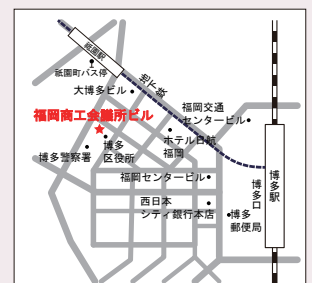 祇園駅
祇園町バス停
地下鉄
大博多ビル
福岡交通
センタービル
福岡商工会議所ビル
博多
区役所
ホテル日航
福岡
博多警察署
福岡センタービル
博多駅
博多口
西日本
シティ銀行本店
博多
郵便局